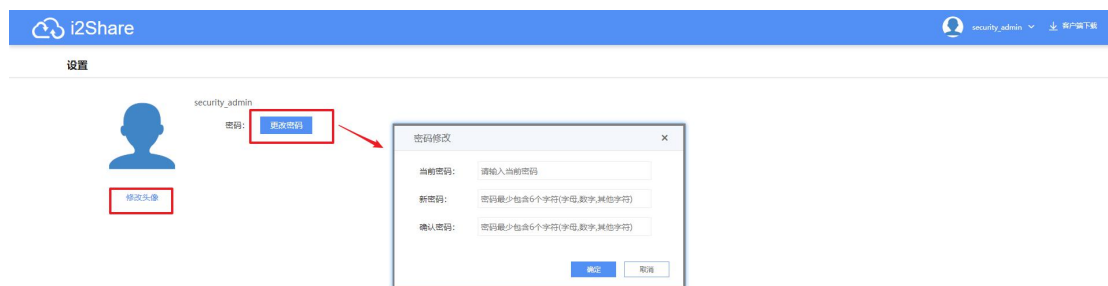 i2Share
security_admin
客户端下载
设置
security_admin
密码: 更改密码
修改头像
密码修改 ×
当前密码: 请输入当前密码
新密码: 密码最少包含6个字符(字母,数字,其他字符)
确认密码: 密码最少包含6个字符(字母,数字,其他字符)
确定 取消